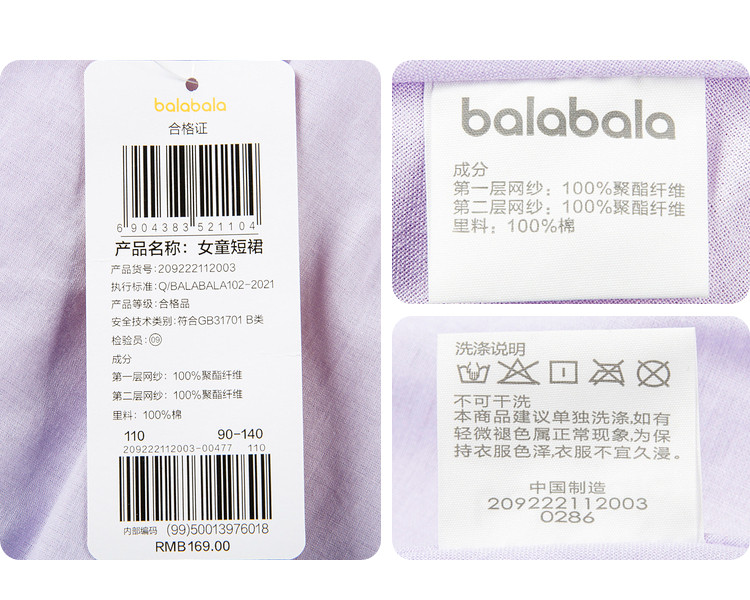 balabala
合格证
6 904383 521104
产品名称：女童短裙
产品货号：209222112003
执行标准：Q/BALABALA102-2021
产品等级：合格品
安全技术类别：符合GB31701 B类
检验员：09
成分
第一层网纱：100%聚酯纤维
第二层网纱：100%聚酯纤维
里料：100%棉
110 90-140
209222112003-00477 110
内部编码 (99)50013976018
RMB169.00
balabala
成分
第一层网纱：100%聚酯纤维
第二层网纱：100%聚酯纤维
里料：100%棉
洗涤说明
不可干洗
本商品建议单独洗涤,如有
轻微褪色属正常现象,为保
持衣服色泽,衣服不宜久浸。
中国制造
209222112003
0286